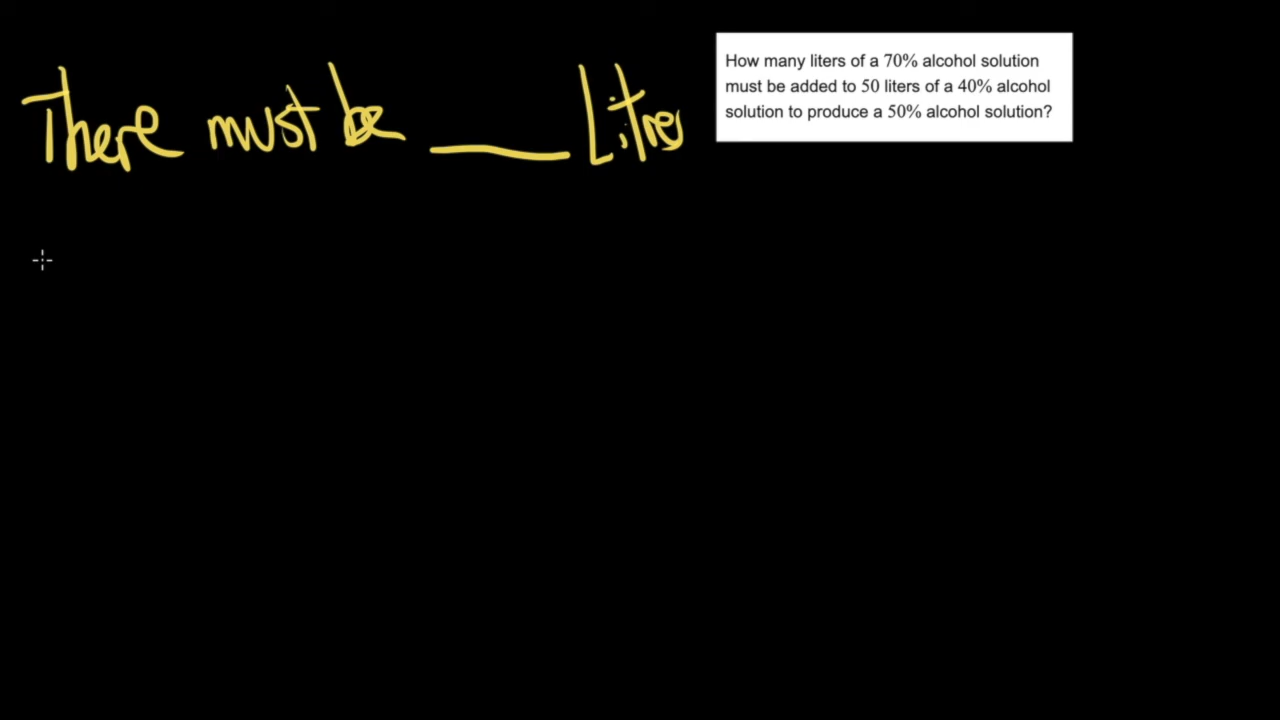 There must be ____ Litres
How many liters of a 70% alcohol solution
must be added to 50 liters of a 40% alcohol
solution to produce a 50% alcohol solution?